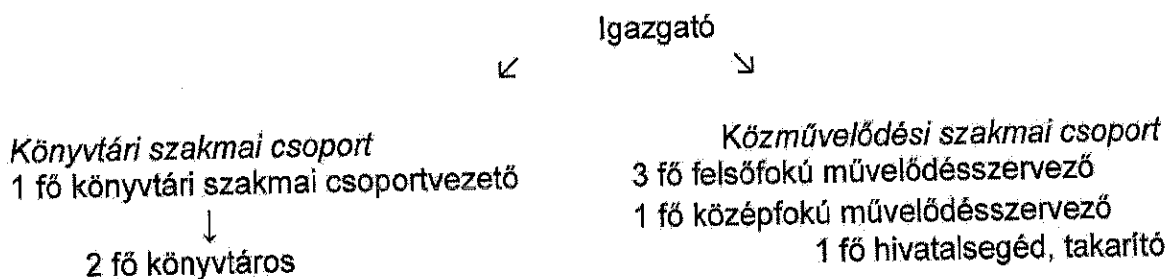 Igazgató
↙ ↘
Könyvtári szakmai csoport
1 fő könyvtári szakmai csoportvezető
↓
2 fő könyvtáros
Közművelődési szakmai csoport
3 fő felsőfokú művelődésszervező
1 fő középfokú művelődésszervező
1 fő hivatalsegéd, takarító